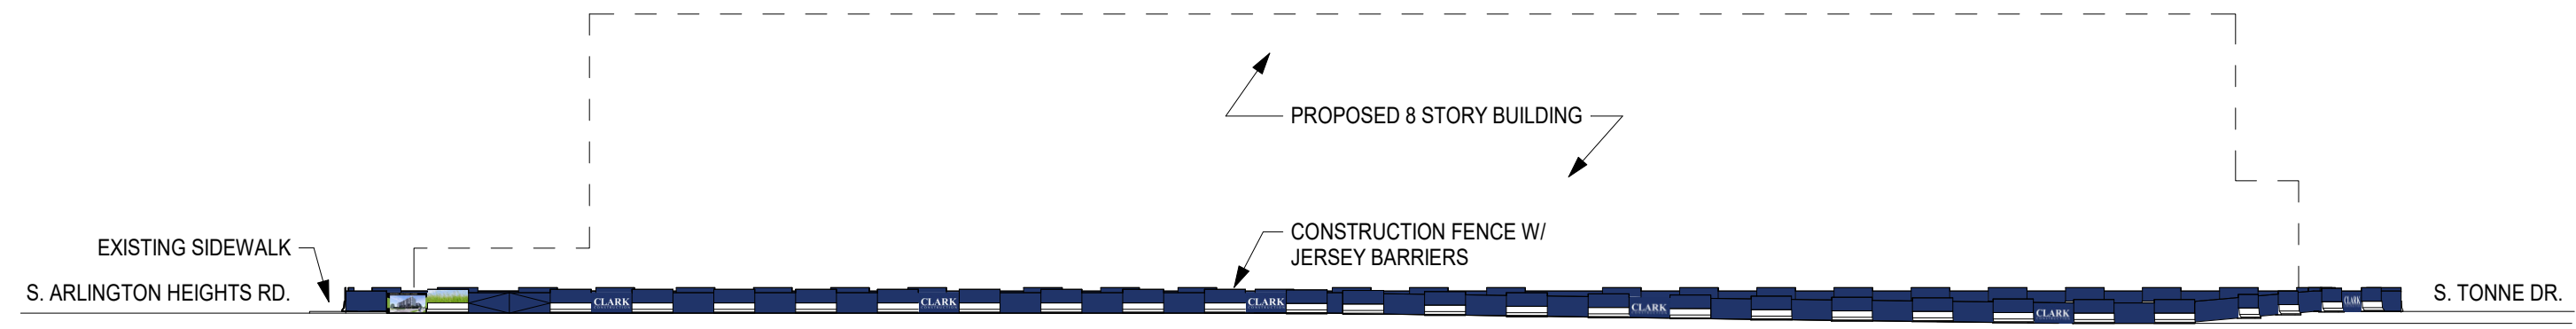 PROPOSED 8 STORY BUILDING
EXISTING SIDEWALK
CONSTRUCTION FENCE W/
JERSEY BARRIERS
S. ARLINGTON HEIGHTS RD.
S. TONNE DR.
CLARK
CLARK
CLARK
CLARK
CLARK
CLARK